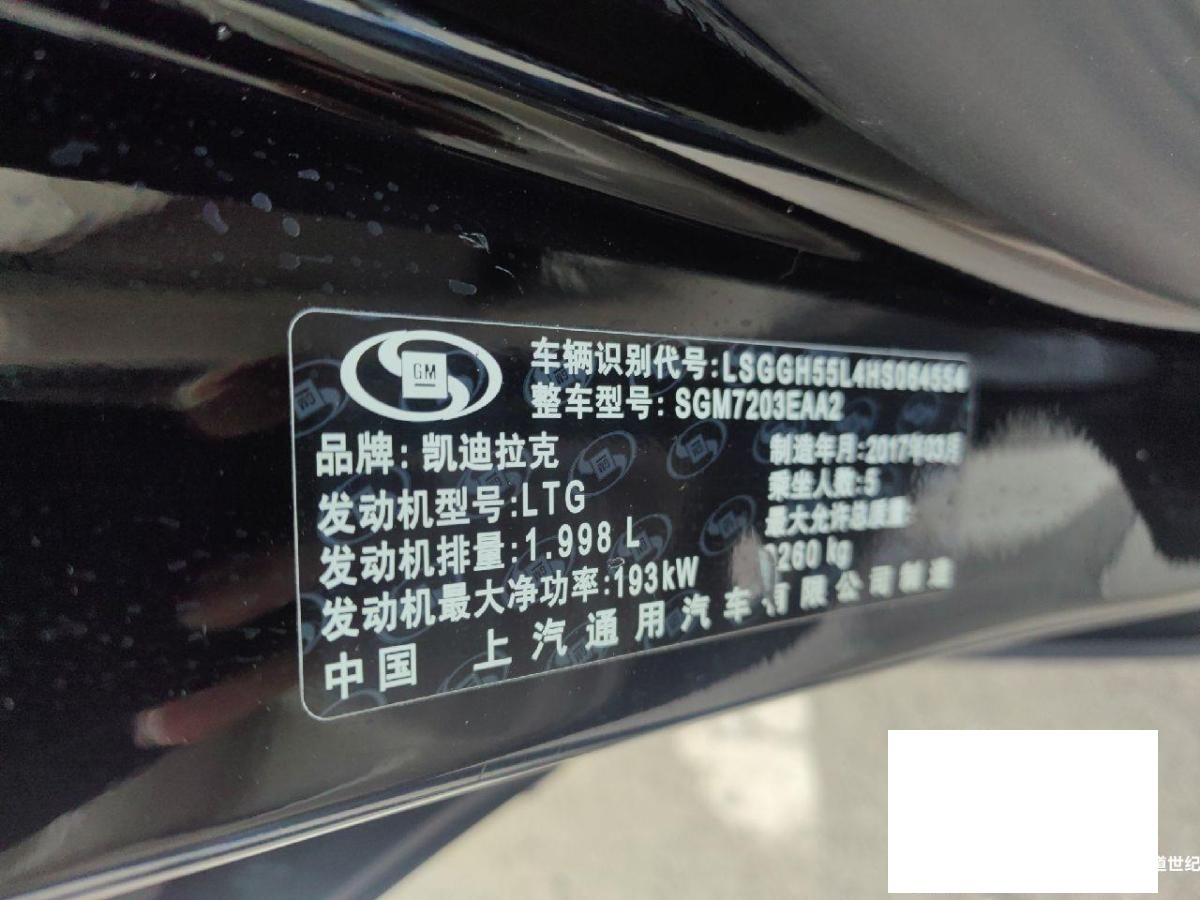 GM
车辆识别代号:LSGGH55L4HS064554
整车型号:SGM7203EAA2
品牌:凯迪拉克
制造年月:2017年03月
发动机型号:LTG
乘坐人数:5
发动机排量:1.998 L
最大允许总质量:
260 kg
发动机最大净功率:193kW
中国 上汽通用汽车有限公司制造
道世纪